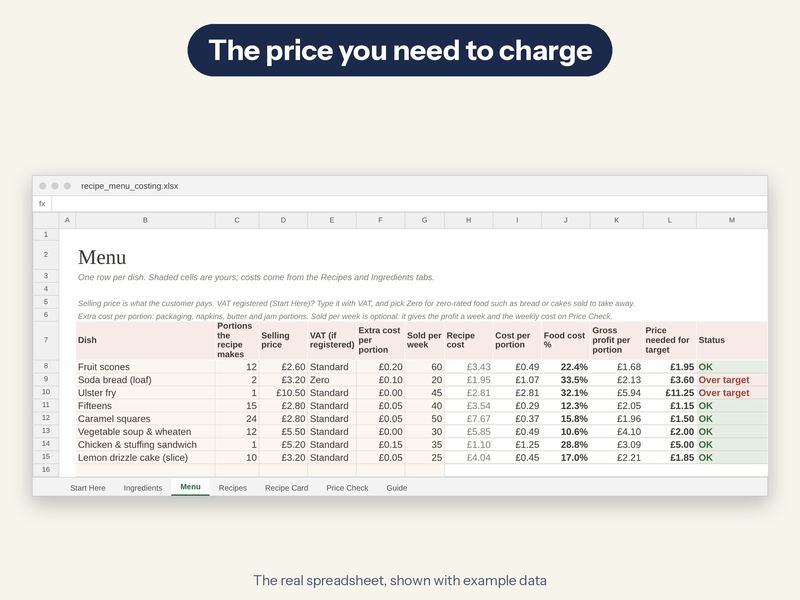 The price you need to charge
recipe_menu_costing.xlsx
fx
A B C D E F G H I J K L M
1
2 Menu
3 One row per dish. Shaded cells are yours; costs come from the Recipes and Ingredients tabs.
4
5 Selling price is what the customer pays. VAT registered (Start Here)? Type it with VAT, and pick Zero for zero-rated food such as bread or cakes sold to take away.
6 Extra cost per portion: packaging, napkins, butter and jam portions. Sold per week is optional: it gives the profit a week and the weekly cost on Price Check.
7 Dish Portions the recipe makes Selling price VAT (if registered) Extra cost per portion Sold per week Recipe cost Cost per portion Food cost % Gross profit per portion Price needed for target Status
8 Fruit scones 12 £2.60 Standard £0.20 60 £3.43 £0.49 22.4% £1.68 £1.95 OK
9 Soda bread (loaf) 2 £3.20 Zero £0.10 20 £1.95 £1.07 33.5% £2.13 £3.60 Over target
10 Ulster fry 1 £10.50 Standard £0.00 45 £2.81 £2.81 32.1% £5.94 £11.25 Over target
11 Fifteens 15 £2.80 Standard £0.05 40 £3.54 £0.29 12.3% £2.05 £1.15 OK
12 Caramel squares 24 £2.80 Standard £0.05 50 £7.67 £0.37 15.8% £1.96 £1.50 OK
13 Vegetable soup & wheaten 12 £5.50 Standard £0.00 30 £5.85 £0.49 10.6% £4.10 £2.00 OK
14 Chicken & stuffing sandwich 1 £5.20 Standard £0.15 35 £1.10 £1.25 28.8% £3.09 £5.00 OK
15 Lemon drizzle cake (slice) 10 £3.20 Standard £0.05 25 £4.04 £0.45 17.0% £2.21 £1.85 OK
16
Start Here Ingredients Menu Recipes Recipe Card Price Check Guide
The real spreadsheet, shown with example data